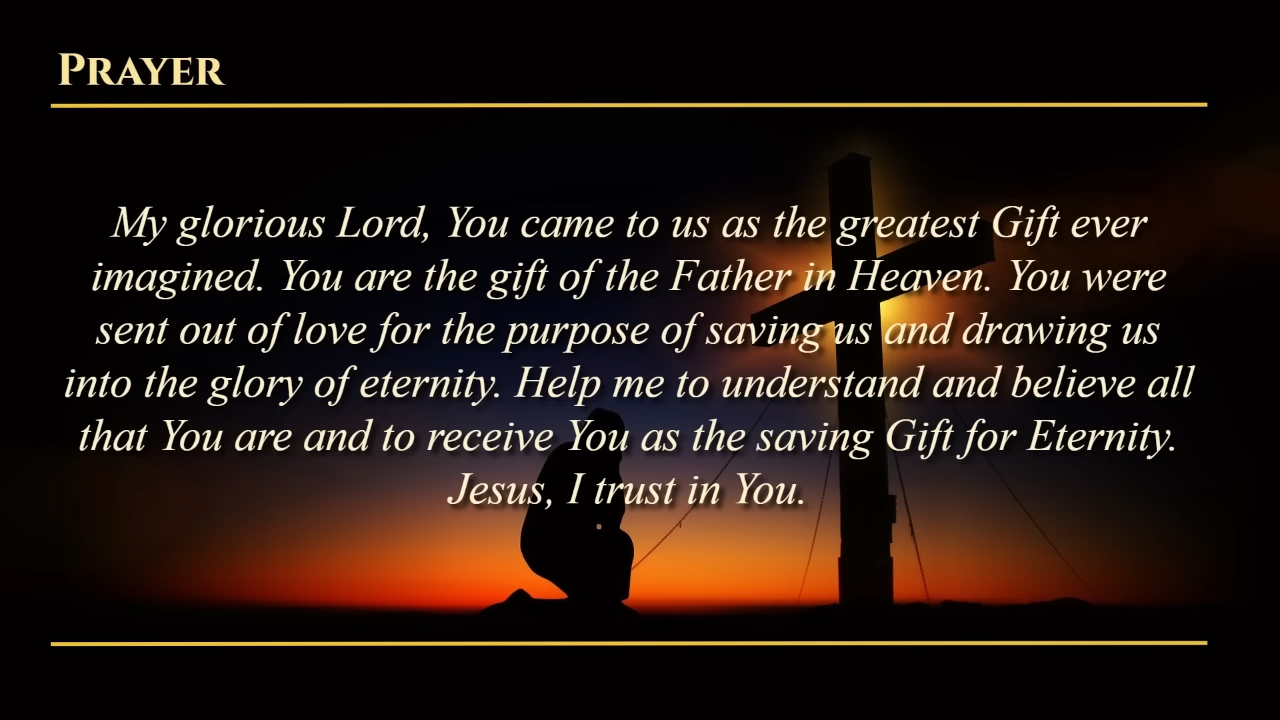 PRAYER
My glorious Lord, You came to us as the greatest Gift ever
imagined. You are the gift of the Father in Heaven. You were
sent out of love for the purpose of saving us and drawing us
into the glory of eternity. Help me to understand and believe all
that You are and to receive You as the saving Gift for Eternity.
Jesus, I trust in You.